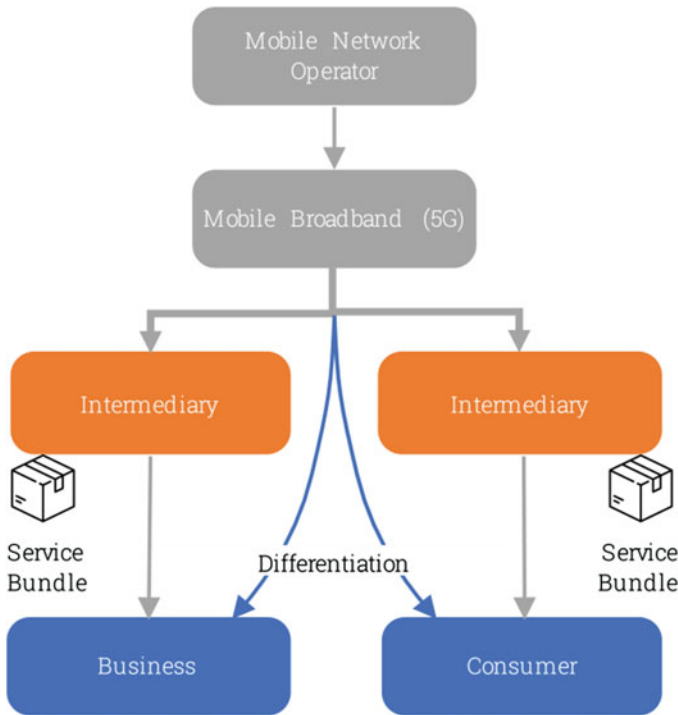 Mobile Network
Operator
Mobile Broadband (5G)
Intermediary
Intermediary
Service
Bundle
Differentiation
Service
Bundle
Business
Consumer